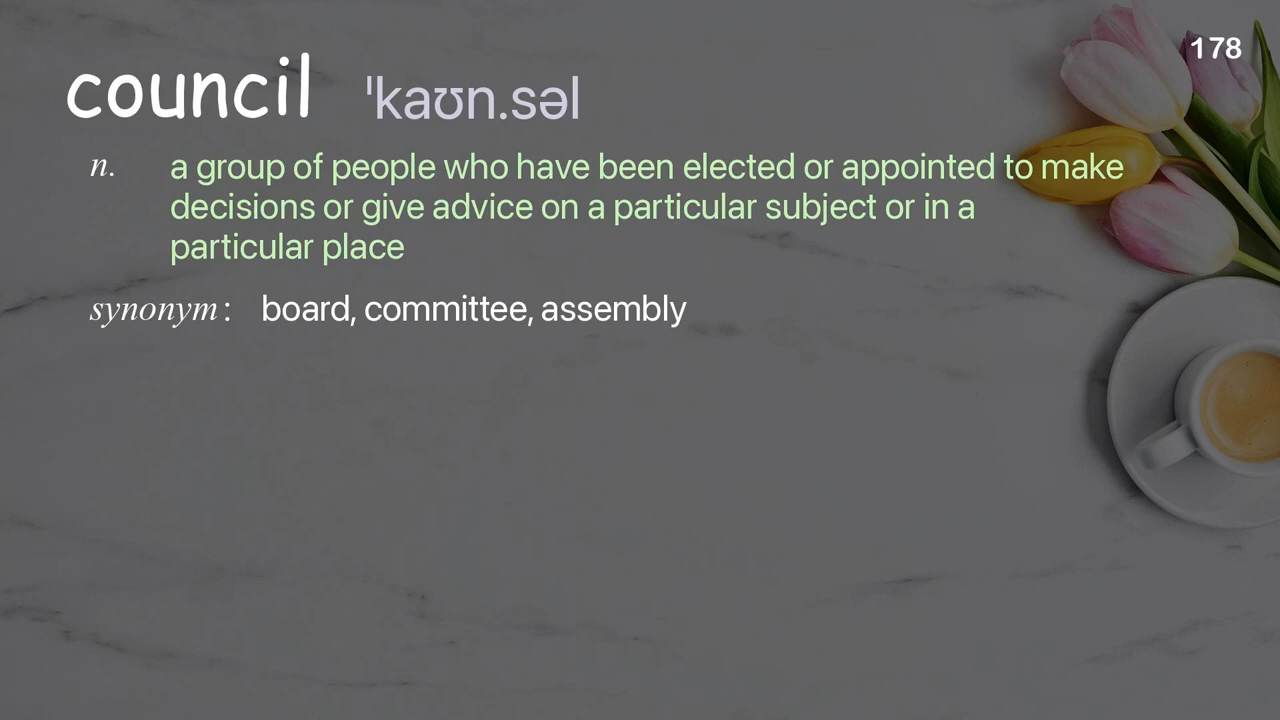 178
council ˈkaʊn.səl
n. a group of people who have been elected or appointed to make
decisions or give advice on a particular subject or in a
particular place
synonym: board, committee, assembly